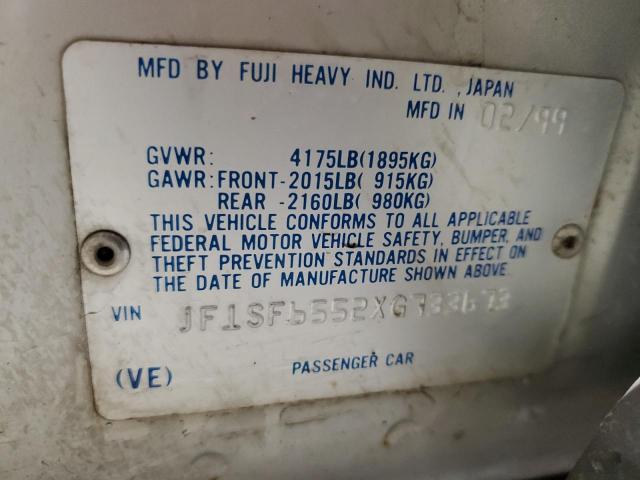 MFD BY FUJI HEAVY IND. LTD., JAPAN
MFD IN 02/99
GVWR: 4175LB(1895KG)
GAWR:FRONT-2015LB( 915KG)
REAR -2160LB( 980KG)
THIS VEHICLE CONFORMS TO ALL APPLICABLE
FEDERAL MOTOR VEHICLE SAFETY, BUMPER, AND
THEFT PREVENTION STANDARDS IN EFFECT ON
THE DATE OF MANUFACTURE SHOWN ABOVE.
VIN JF1SF6552XG733673
(VE) PASSENGER CAR